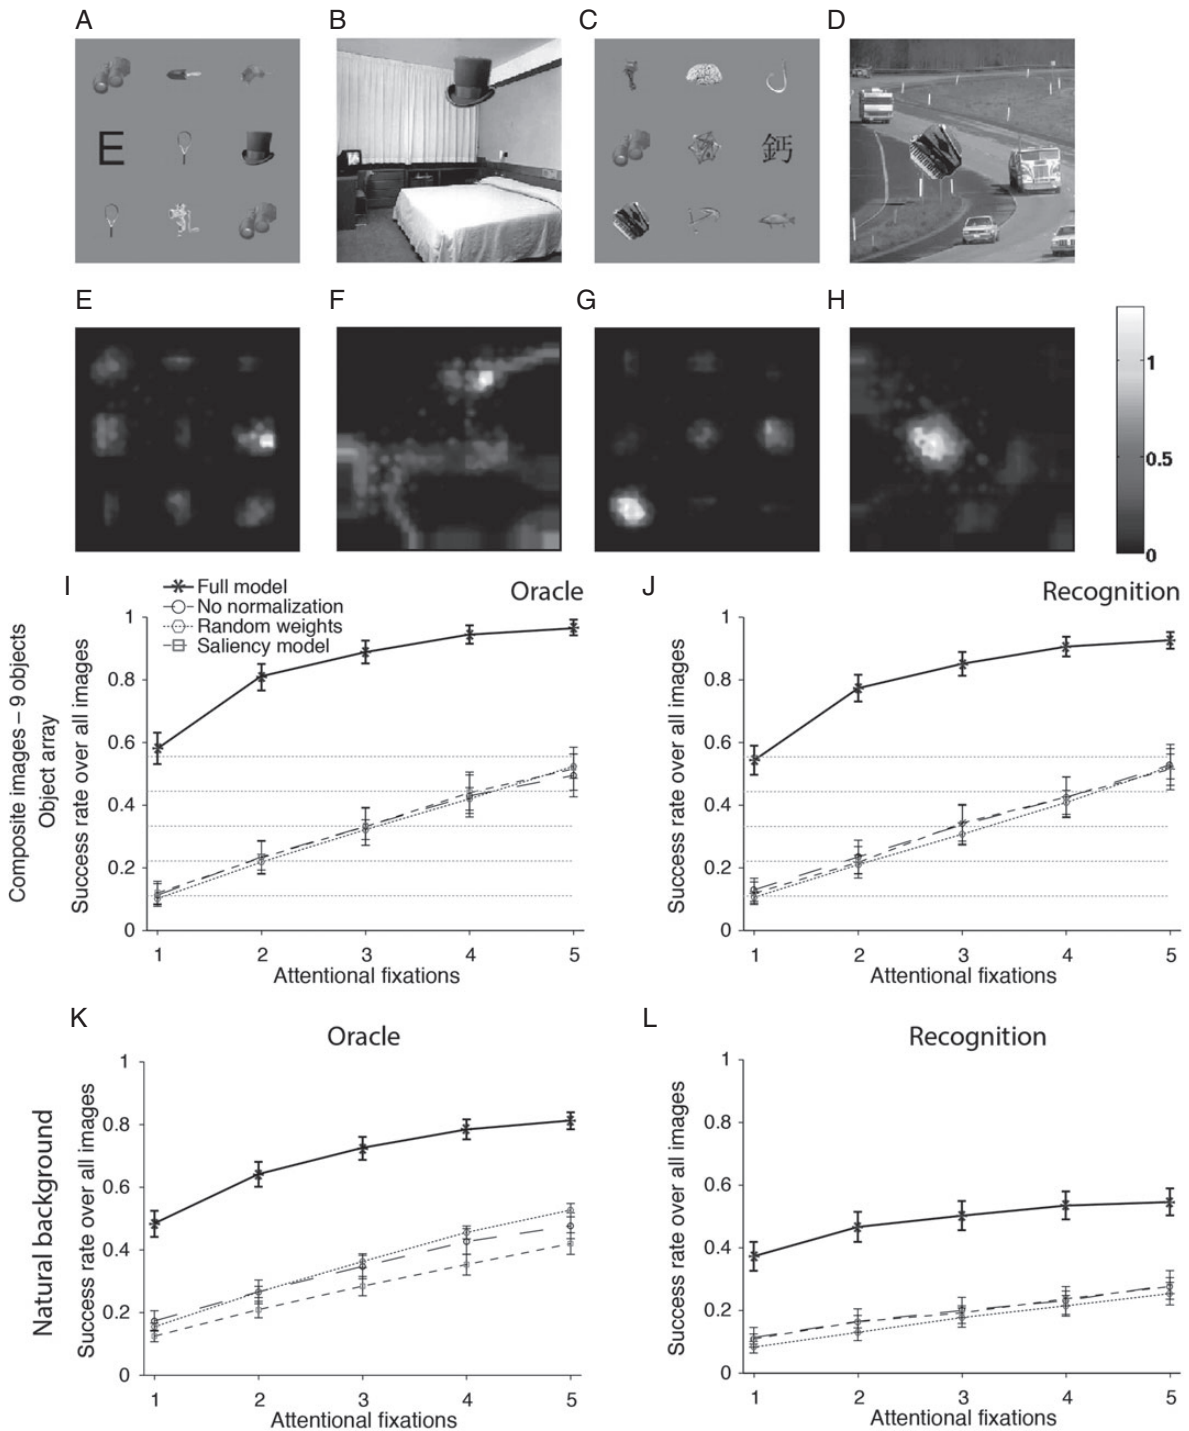 A
B
C
D
E
鈣
E
F
G
H
1
0.5
0
I
Full model
No normalization
Random weights
Saliency model
Oracle
Composite images – 9 objects
Object array
Success rate over all images
1
0.8
0.6
0.4
0.2
0
1 2 3 4 5
Attentional fixations
J
Recognition
Success rate over all images
1
0.8
0.6
0.4
0.2
0
1 2 3 4 5
Attentional fixations
K
Oracle
Natural background
Success rate over all images
1
0.8
0.6
0.4
0.2
0
1 2 3 4 5
Attentional fixations
L
Recognition
Success rate over all images
1
0.8
0.6
0.4
0.2
0
1 2 3 4 5
Attentional fixations